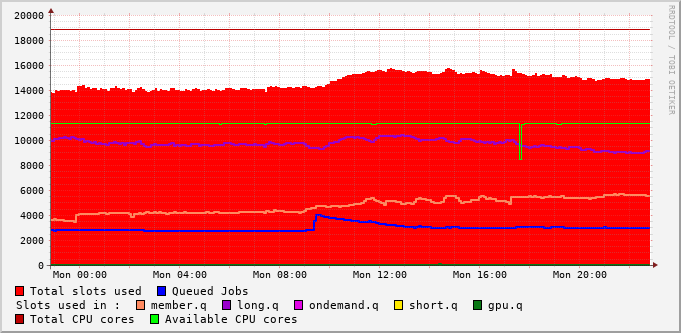 20000
18000
16000
14000
12000
10000
8000
6000
4000
2000
0
Mon 00:00 Mon 04:00 Mon 08:00 Mon 12:00 Mon 16:00 Mon 20:00
Total slots used Queued Jobs
Slots used in : member.q long.q ondemand.q short.q gpu.q
Total CPU cores Available CPU cores
RRDTOOL / TOBI OETIKER